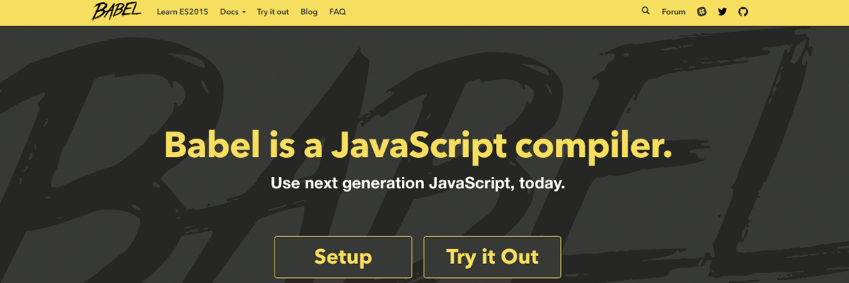 BABEL
Learn ES2015 Docs Try it out Blog FAQ Forum
BABEL
Babel is a JavaScript compiler.
Use next generation JavaScript, today.
Setup Try it Out